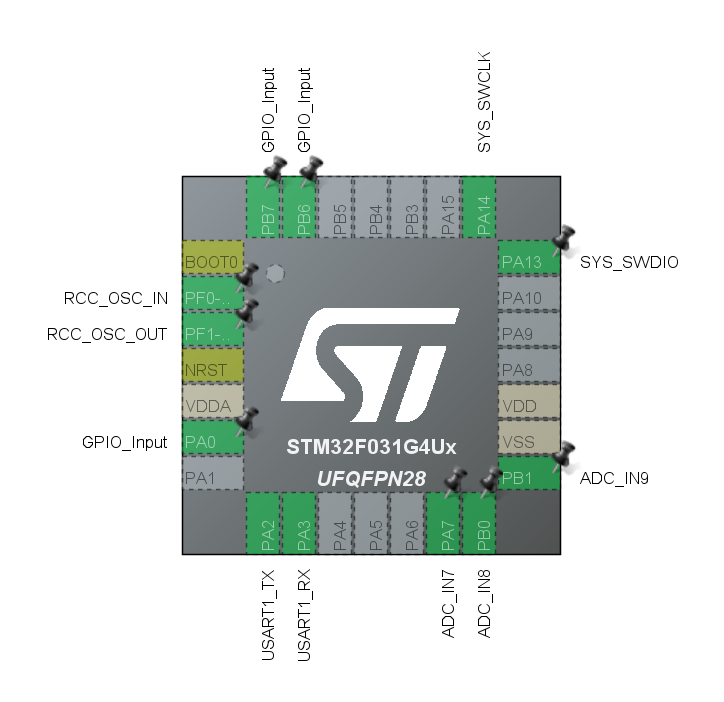 GPIO_Input
GPIO_Input
SYS_SWCLK
PB7
PB6
PB5
PB4
PB3
PA15
PA14
BOOT0
PA13
SYS_SWDIO
RCC_OSC_IN
PF0-..
PA10
RCC_OSC_OUT
PF1-..
PA9
NRST
PA8
VDDA
VDD
GPIO_Input
PA0
VSS
ST
STM32F031G4Ux
UFQFPN28
PA1
PB1
ADC_IN9
PA2
PA3
PA4
PA5
PA6
PA7
PB0
USART1_TX
USART1_RX
ADC_IN7
ADC_IN8